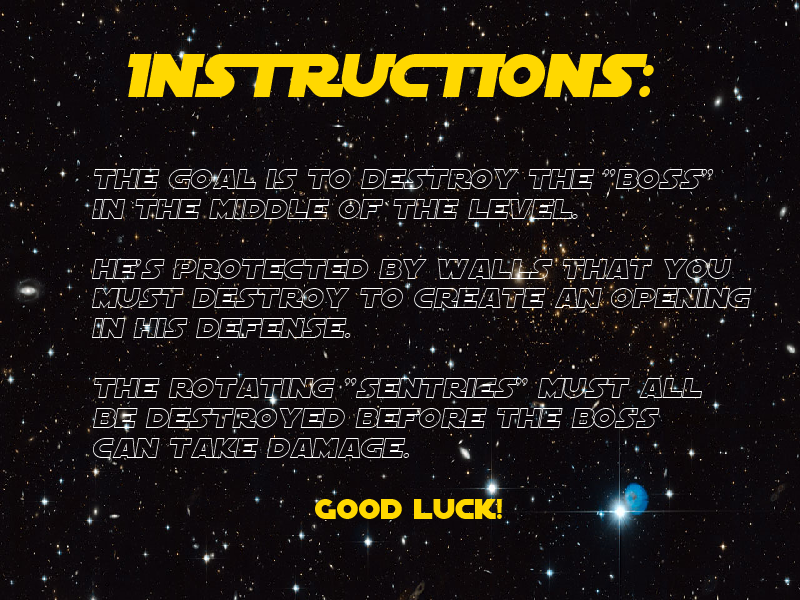 INSTRUCTIONS:
THE GOAL IS TO DESTROY THE "BOSS"
IN THE MIDDLE OF THE LEVEL.
HE'S PROTECTED BY WALLS THAT YOU
MUST DESTROY TO CREATE AN OPENING
IN HIS DEFENSE.
THE ROTATING "SENTRIES" MUST ALL
BE DESTROYED BEFORE THE BOSS
CAN TAKE DAMAGE.
GOOD LUCK!